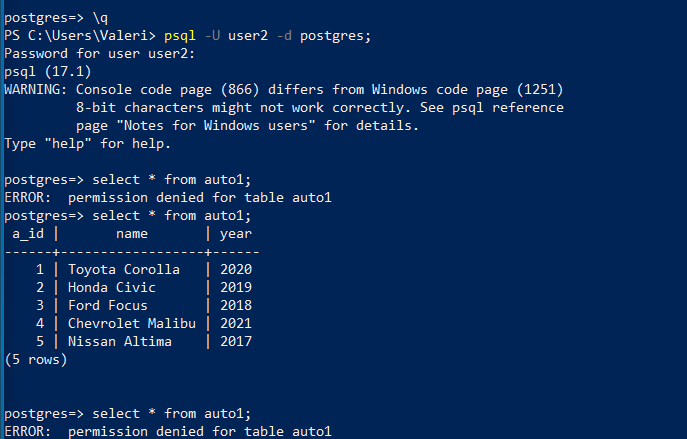 postgres=> \q
PS C:\Users\Valeri> psql -U user2 -d postgres;
Password for user user2:
psql (17.1)
WARNING: Console code page (866) differs from Windows code page (1251)
         8-bit characters might not work correctly. See psql reference
         page "Notes for Windows users" for details.
Type "help" for help.

postgres=> select * from auto1;
ERROR:  permission denied for table auto1
postgres=> select * from auto1;
 a_id |       name       | year
------+------------------+------
    1 | Toyota Corolla   | 2020
    2 | Honda Civic      | 2019
    3 | Ford Focus       | 2018
    4 | Chevrolet Malibu | 2021
    5 | Nissan Altima    | 2017
(5 rows)


postgres=> select * from auto1;
ERROR:  permission denied for table auto1